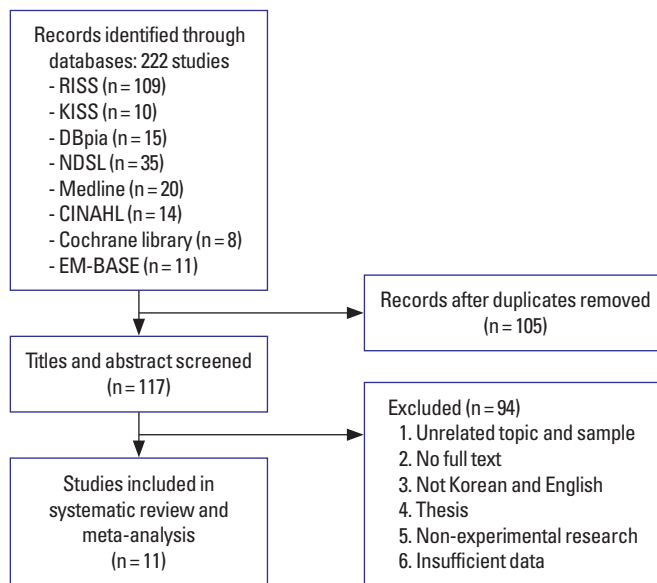 Records identified through
databases: 222 studies
- RISS (n=109)
- KISS (n=10)
- DBpia (n=15)
- NDSL (n=35)
- Medline (n=20)
- CINAHL (n=14)
- Cochrane library (n=8)
- EM-BASE (n=11)
Records after duplicates removed
(n=105)
Titles and abstract screened
(n=117)
Excluded (n=94)
1. Unrelated topic and sample
2. No full text
3. Not Korean and English
4. Thesis
5. Non-experimental research
6. Insufficient data
Studies included in
systematic review and
meta-analysis
(n=11)